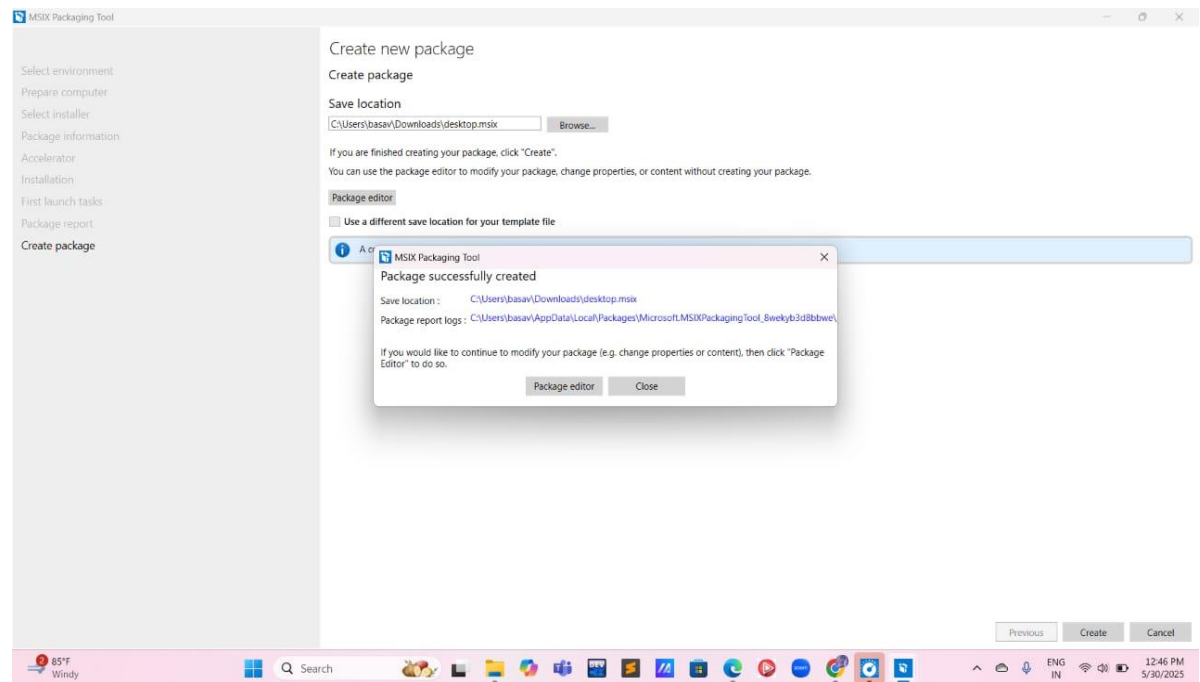 MSIX Packaging Tool
Create new package
Select environment
Prepare computer
Select installer
Package information
Accelerator
Installation
First launch tasks
Package report
Create package
Create package
Save location
C:\Users\basav\Downloads\desktop.msix
Browse...
If you are finished creating your package, click "Create".
You can use the package editor to modify your package, change properties, or content without creating your package.
Package editor
Use a different save location for your template file
MSIX Packaging Tool
Package successfully created
Save location : C:\Users\basav\Downloads\desktop.msix
Package report logs : C:\Users\basav\AppData\Local\Packages\Microsoft.MSIXPackagingTool_8wekyb3d8bbwe\
If you would like to continue to modify your package (e.g. change properties or content), then click "Package
Editor" to do so.
Package editor Close
Previous Create Cancel
2
85°F
Windy
Search
ENG
IN
12:46 PM
5/30/2025